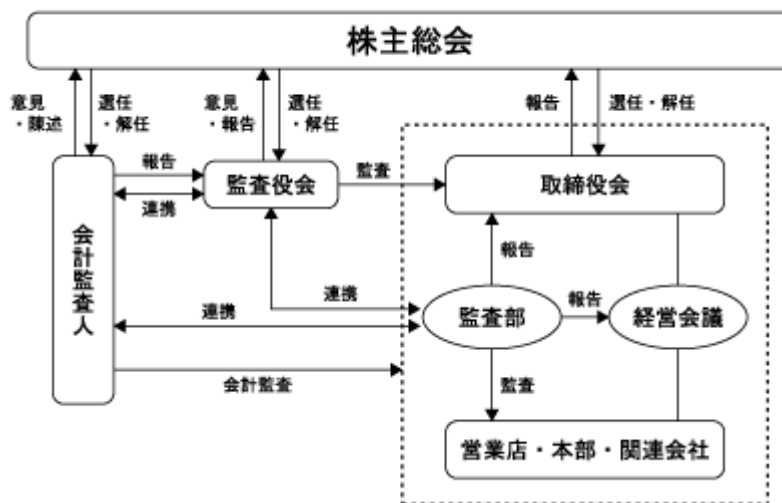 株主総会
意見
・陳述
選任
・解任
意見
・報告
選任
・解任
報告
選任・解任
報告
監査役会
監査
取締役会
連携
会計監査人
報告
連携
連携
監査部
報告
経営会議
会計監査
監査
営業店・本部・関連会社